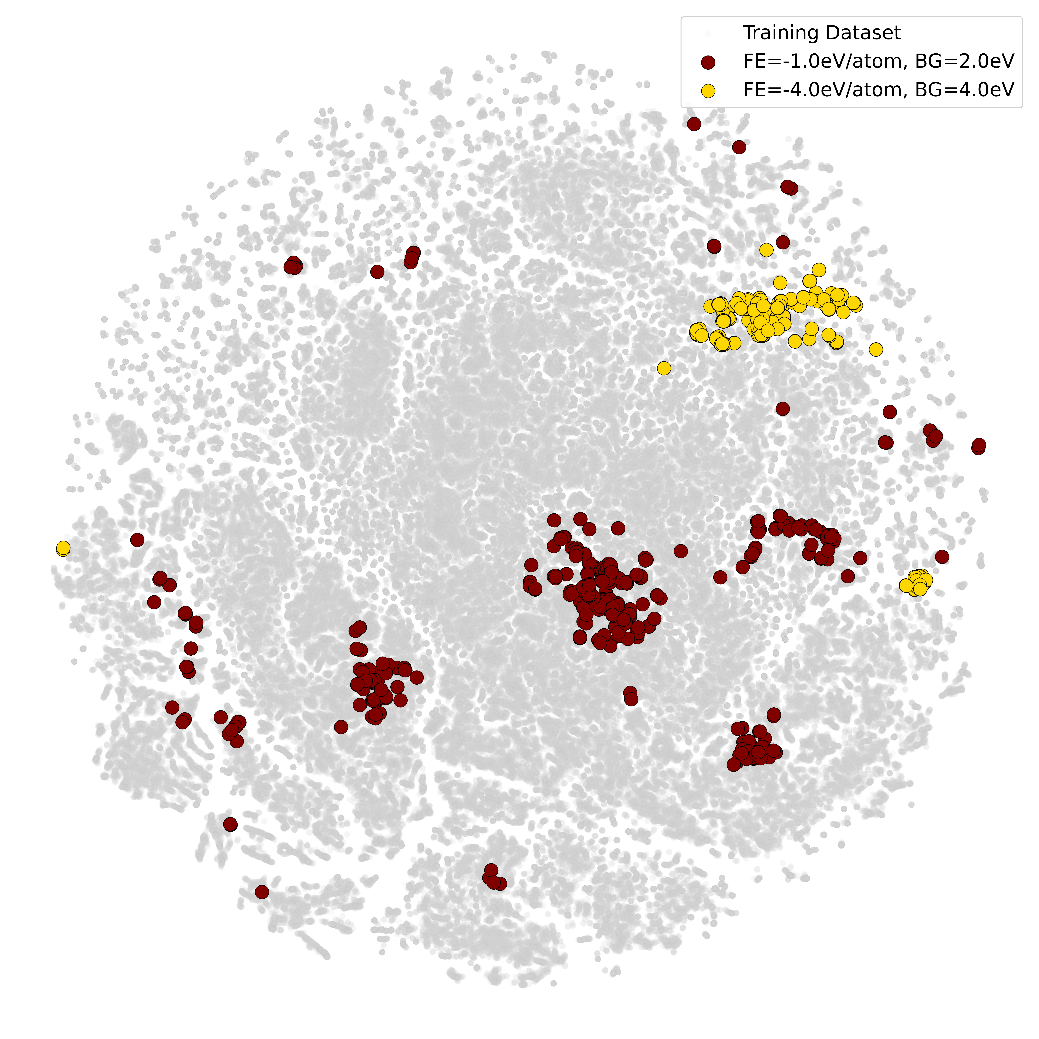 Training Dataset
FE=-1.0eV/atom, BG=2.0eV
FE=-4.0eV/atom, BG=4.0eV